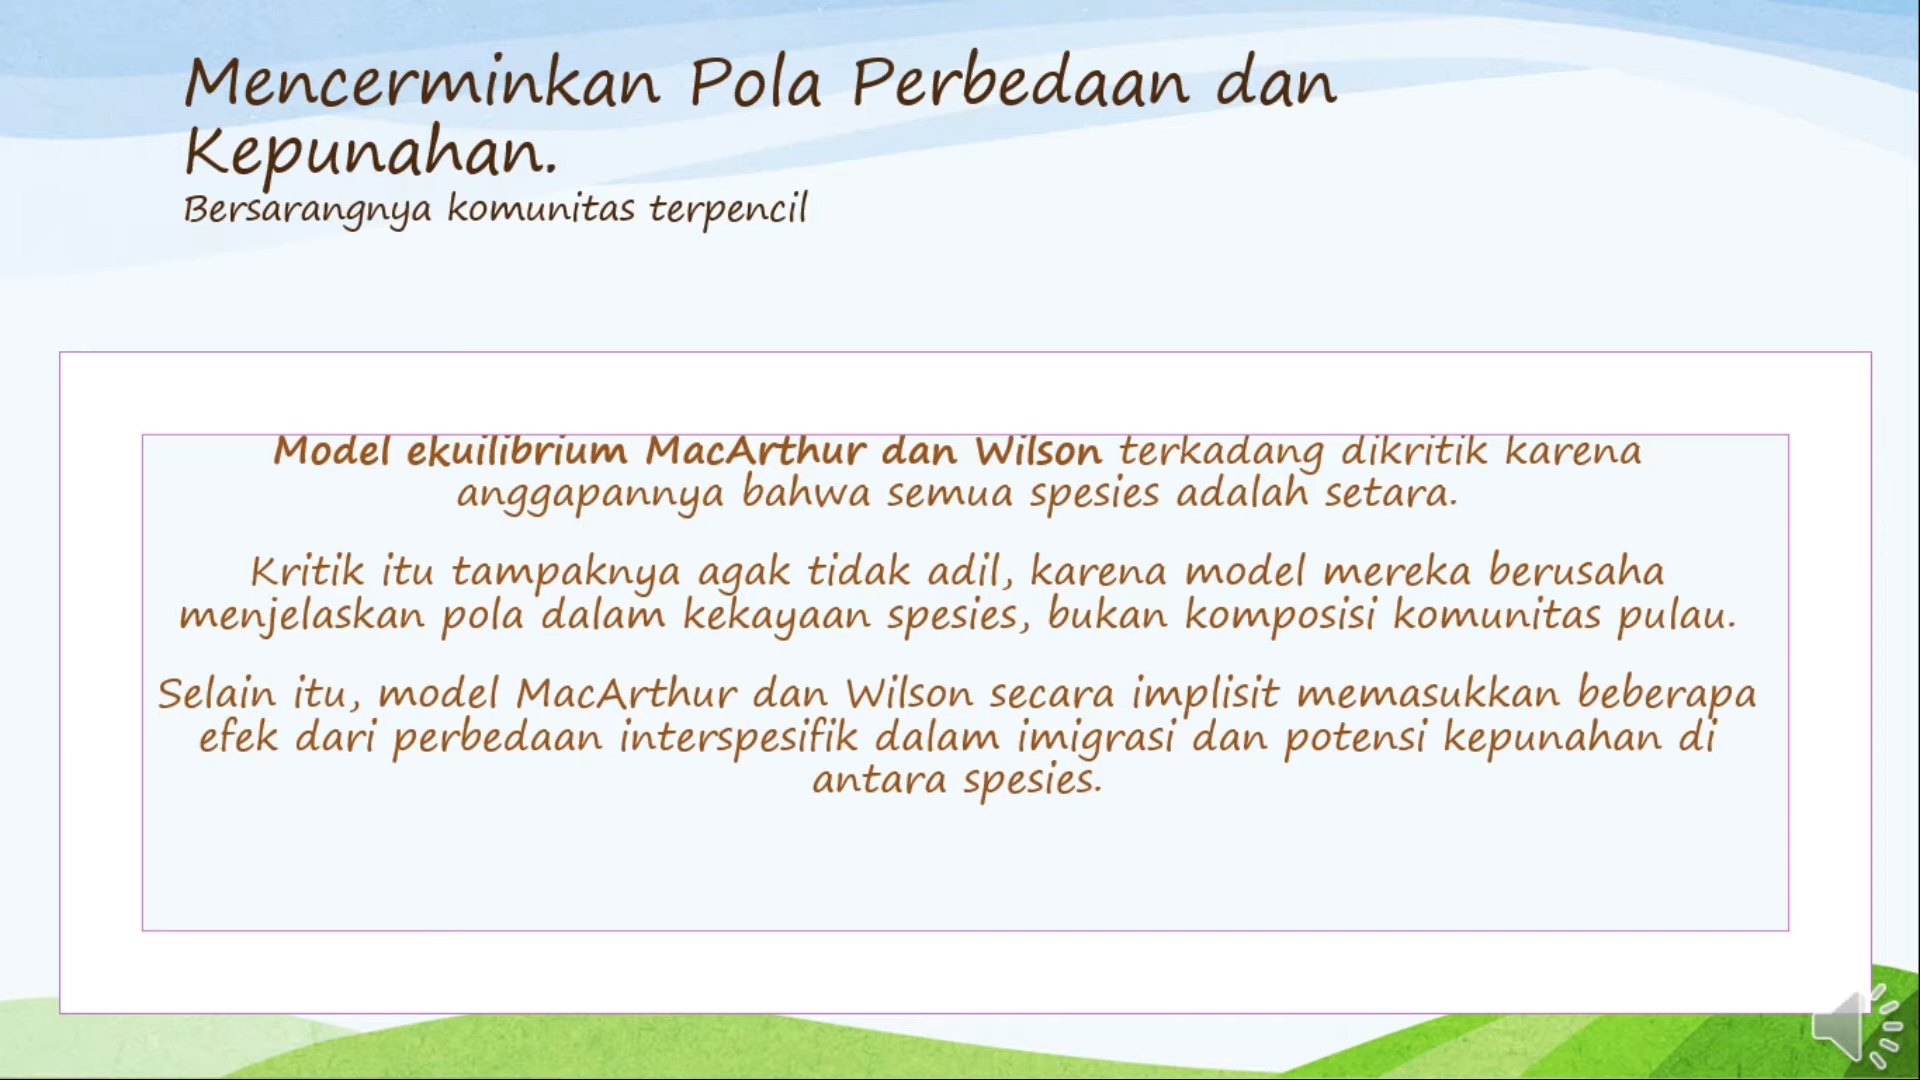 Mencerminkan Pola Perbedaan dan
Kepunahan.
Bersarangnya komunitas terpencil
Model ekuilibrium MacArthur dan Wilson terkadang dikritik karena
anggapannya bahwa semua spesies adalah setara.
Kritik itu tampaknya agak tidak adil, karena model mereka berusaha
menjelaskan pola dalam kekayaan spesies, bukan komposisi komunitas pulau.
Selain itu, model MacArthur dan Wilson secara implisit memasukkan beberapa
efek dari perbedaan interspesifik dalam imigrasi dan potensi kepunahan di
antara spesies.